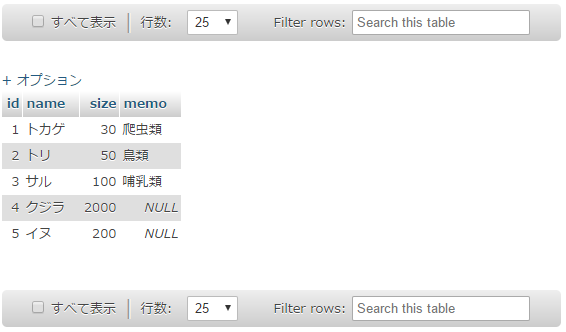 すべて表示 行数: 25 Filter rows: Search this table
+ オプション
id name size memo
1 トカゲ 30 爬虫類
2 トリ 50 鳥類
3 サル 100 哺乳類
4 クジラ 2000 NULL
5 イヌ 200 NULL
すべて表示 行数: 25 Filter rows: Search this table